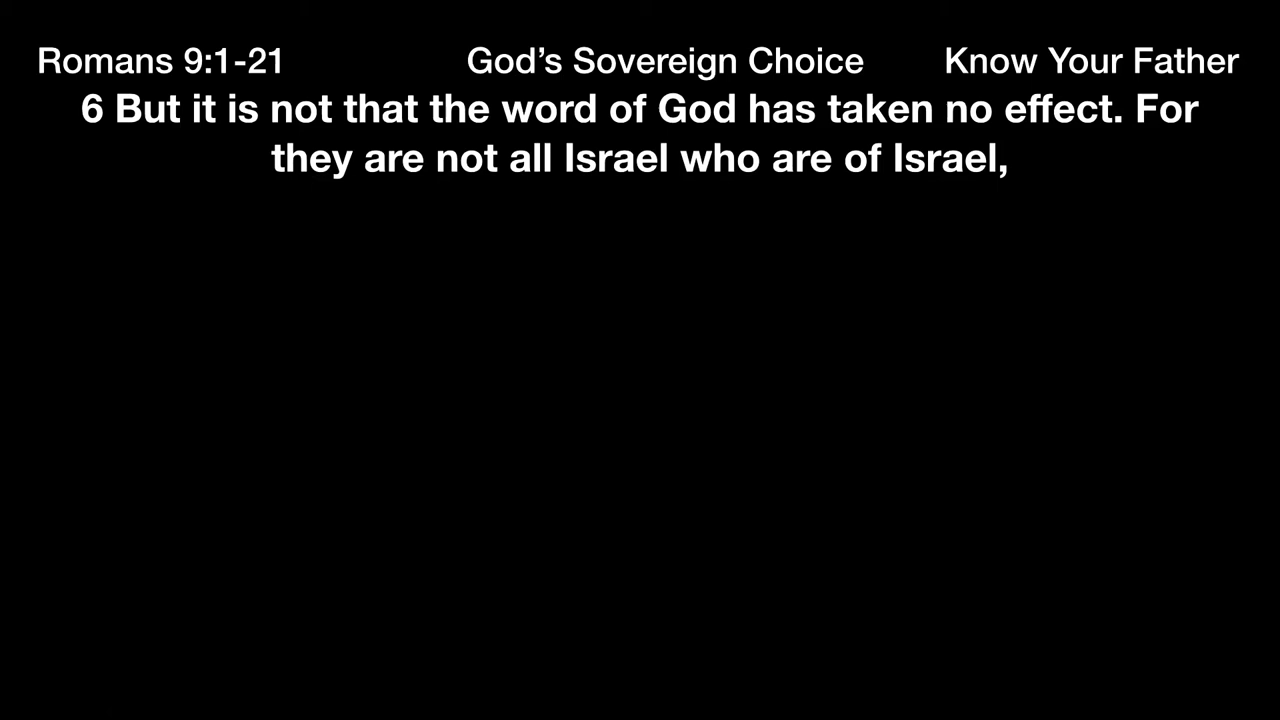 Romans 9:1-21 God’s Sovereign Choice Know Your Father
6 But it is not that the word of God has taken no effect. For
they are not all Israel who are of Israel,